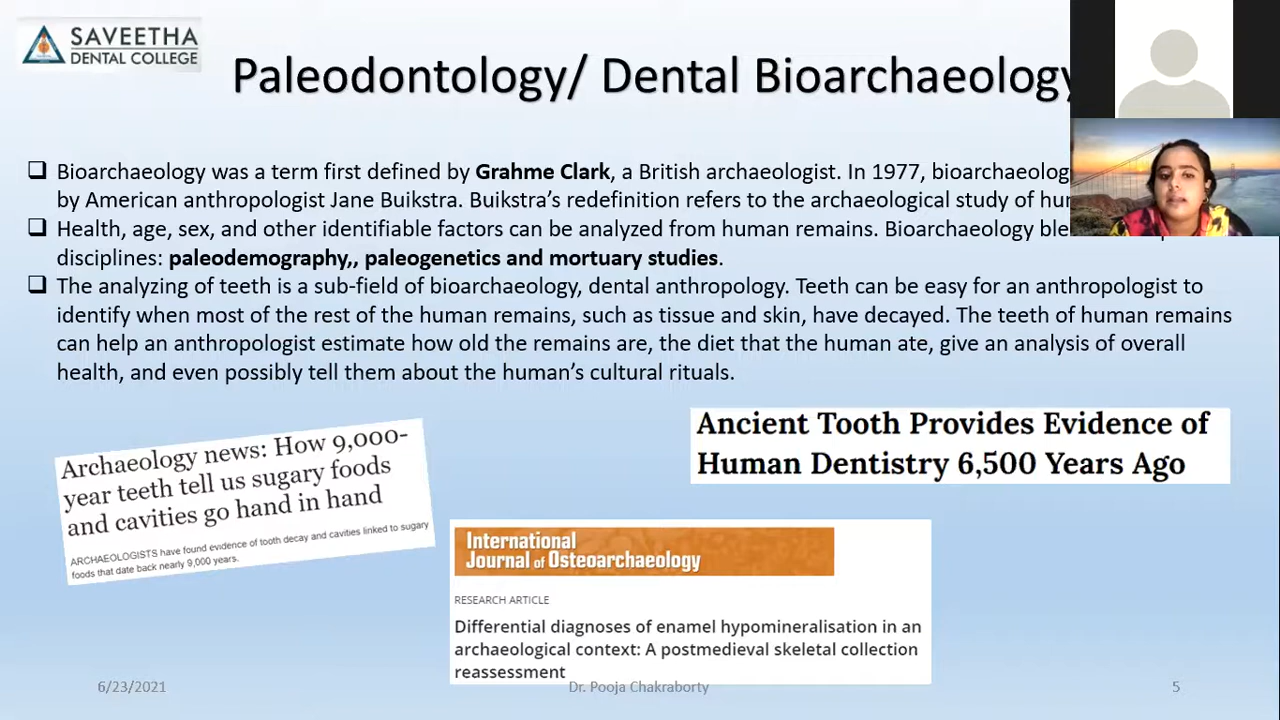 SAVEETHA
DENTAL COLLEGE
Paleodontology/ Dental Bioarchaeology
❑ Bioarchaeology was a term first defined by Grahme Clark, a British archaeologist. In 1977, bioarchaeolog
by American anthropologist Jane Buikstra. Buikstra’s redefinition refers to the archaeological study of hu
❑ Health, age, sex, and other identifiable factors can be analyzed from human remains. Bioarchaeology ble
disciplines: paleodemography,, paleogenetics and mortuary studies.
❑ The analyzing of teeth is a sub-field of bioarchaeology, dental anthropology. Teeth can be easy for an anthropologist to
identify when most of the rest of the human remains, such as tissue and skin, have decayed. The teeth of human remains
can help an anthropologist estimate how old the remains are, the diet that the human ate, give an analysis of overall
health, and even possibly tell them about the human’s cultural rituals.
Archaeology news: How 9,000-
year teeth tell us sugary foods
and cavities go hand in hand
ARCHAEOLOGISTS have found evidence of tooth decay and cavities linked to sugary
foods that date back nearly 9,000 years.
Ancient Tooth Provides Evidence of
Human Dentistry 6,500 Years Ago
International
Journal of Osteoarchaeology
RESEARCH ARTICLE
Differential diagnoses of enamel hypomineralisation in an
archaeological context: A postmedieval skeletal collection
reassessment
6/23/2021
Dr. Pooja Chakraborty
5